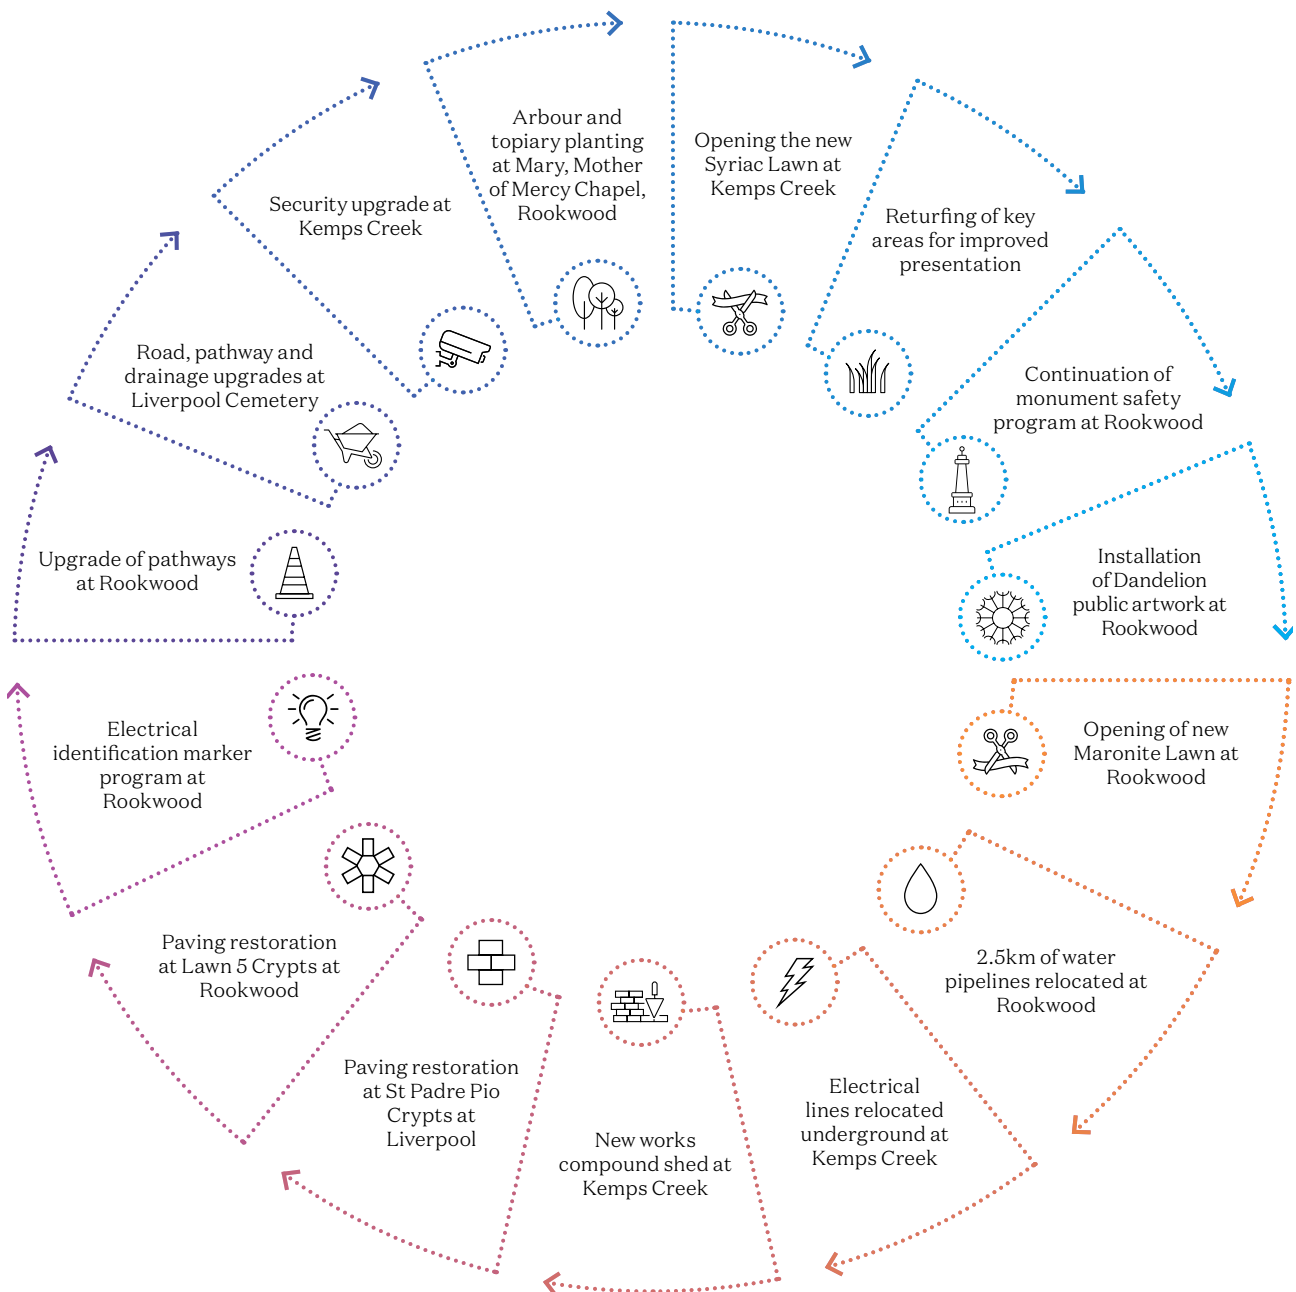 Arbour and
topiary planting
at Mary, Mother
of Mercy Chapel,
Rookwood
Opening the new
Syriac Lawn at
Kemps Creek
Returfing of key
areas for improved
presentation
Continuation of
monument safety
program at Rookwood
Installation
of Dandelion
public artwork at
Rookwood
Opening of new
Maronite Lawn at
Rookwood
2.5km of water
pipelines relocated at
Rookwood
Electrical
lines relocated
underground at
Kemps Creek
New works
compound shed at
Kemps Creek
Paving restoration
at St Padre Pio
Crypts at
Liverpool
Paving restoration
at Lawn 5 Crypts at
Rookwood
Electrical
identification marker
program at
Rookwood
Upgrade of pathways
at Rookwood
Road, pathway and
drainage upgrades at
Liverpool Cemetery
Security upgrade at
Kemps Creek